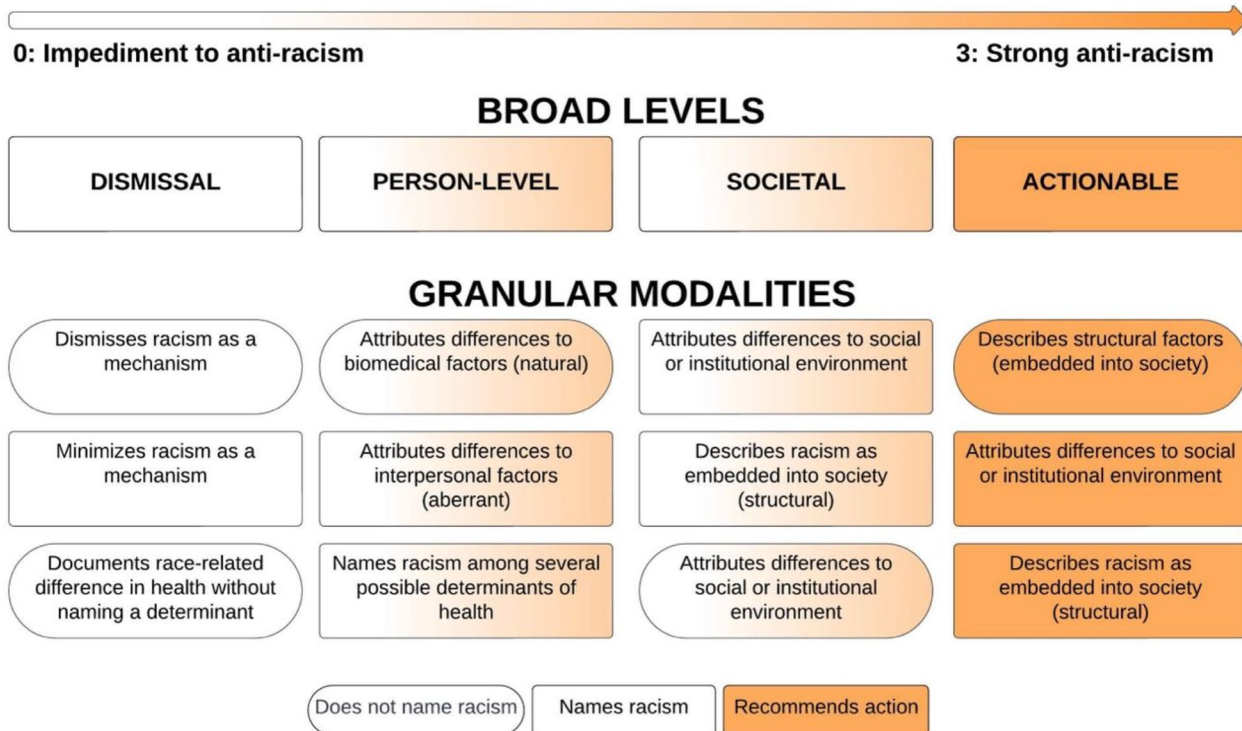 0: Impediment to anti-racism
3: Strong anti-racism
BROAD LEVELS
DISMISSAL
PERSON-LEVEL
SOCIETAL
ACTIONABLE
GRANULAR MODALITIES
Dismisses racism as a
mechanism
Attributes differences to
biomedical factors (natural)
Attributes differences to social
or institutional environment
Describes structural factors
(embedded into society)
Minimizes racism as a
mechanism
Attributes differences to
interpersonal factors
(aberrant)
Describes racism as
embedded into society
(structural)
Attributes differences to social
or institutional environment
Documents race-related
difference in health without
naming a determinant
Names racism among several
possible determinants of
health
Attributes differences to
social or institutional
environment
Describes racism as
embedded into society
(structural)
Does not name racism
Names racism
Recommends action